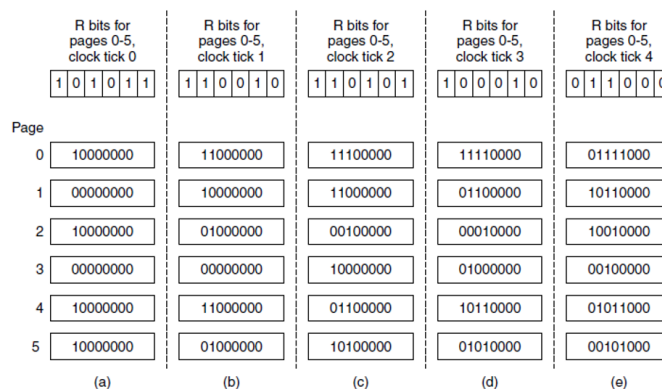 R bits for R bits for R bits for R bits for R bits for
pages 0-5, pages 0-5, pages 0-5, pages 0-5, pages 0-5,
clock tick 0 clock tick 1 clock tick 2 clock tick 3 clock tick 4
1 0 1 0 1 1 1 1 0 0 1 0 1 1 0 1 0 1 1 0 0 0 1 0 0 1 1 0 0 0
Page
0 10000000 11000000 11100000 11110000 01111000
1 00000000 10000000 11000000 01100000 10110000
2 10000000 01000000 00100000 00010000 10010000
3 00000000 00000000 10000000 01000000 00100000
4 10000000 11000000 01100000 10110000 01011000
5 10000000 01000000 10100000 01010000 00101000
(a) (b) (c) (d) (e)